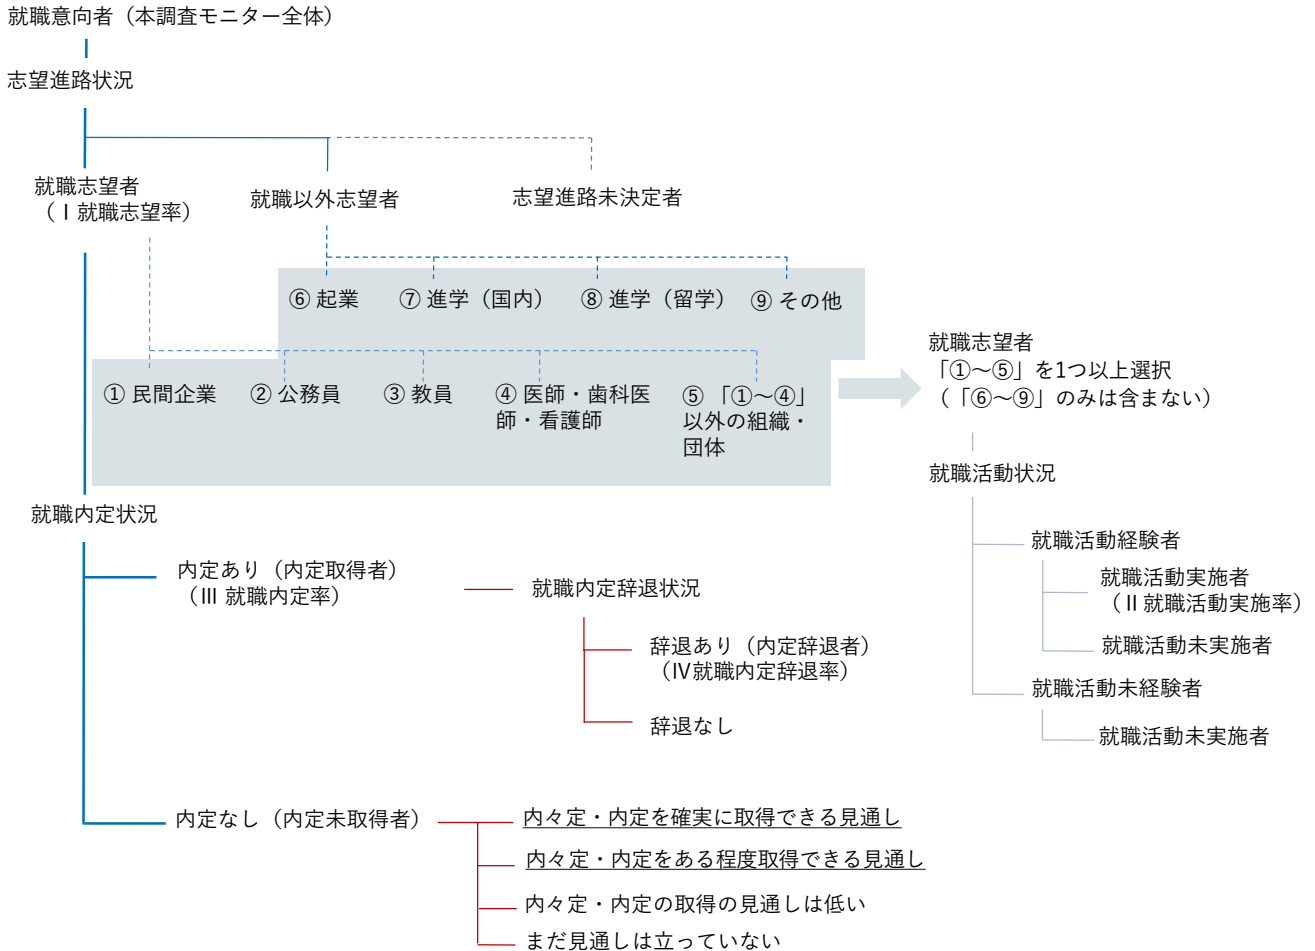 就職意向者（本調査モニター全体）
志望進路状況
就職志望者
（Ⅰ就職志望率）
就職以外志望者
志望進路未決定者
⑥ 起業
⑦ 進学（国内）
⑧ 進学（留学）
⑨ その他
① 民間企業
② 公務員
③ 教員
④ 医師・歯科医
師・看護師
⑤ 「①～④」
以外の組織・
団体
就職志望者
「①～⑤」を1つ以上選択
（「⑥～⑨」のみは含まない）
就職活動状況
就職活動経験者
就職活動実施者
（Ⅱ就職活動実施率）
就職活動未実施者
就職活動未経験者
就職活動未実施者
就職内定状況
内定あり（内定取得者）
（Ⅲ 就職内定率）
就職内定辞退状況
辞退あり（内定辞退者）
（Ⅳ就職内定辞退率）
辞退なし
内定なし（内定未取得者）
内々定・内定を確実に取得できる見通し
内々定・内定をある程度取得できる見通し
内々定・内定の取得の見通しは低い
まだ見通しは立っていない